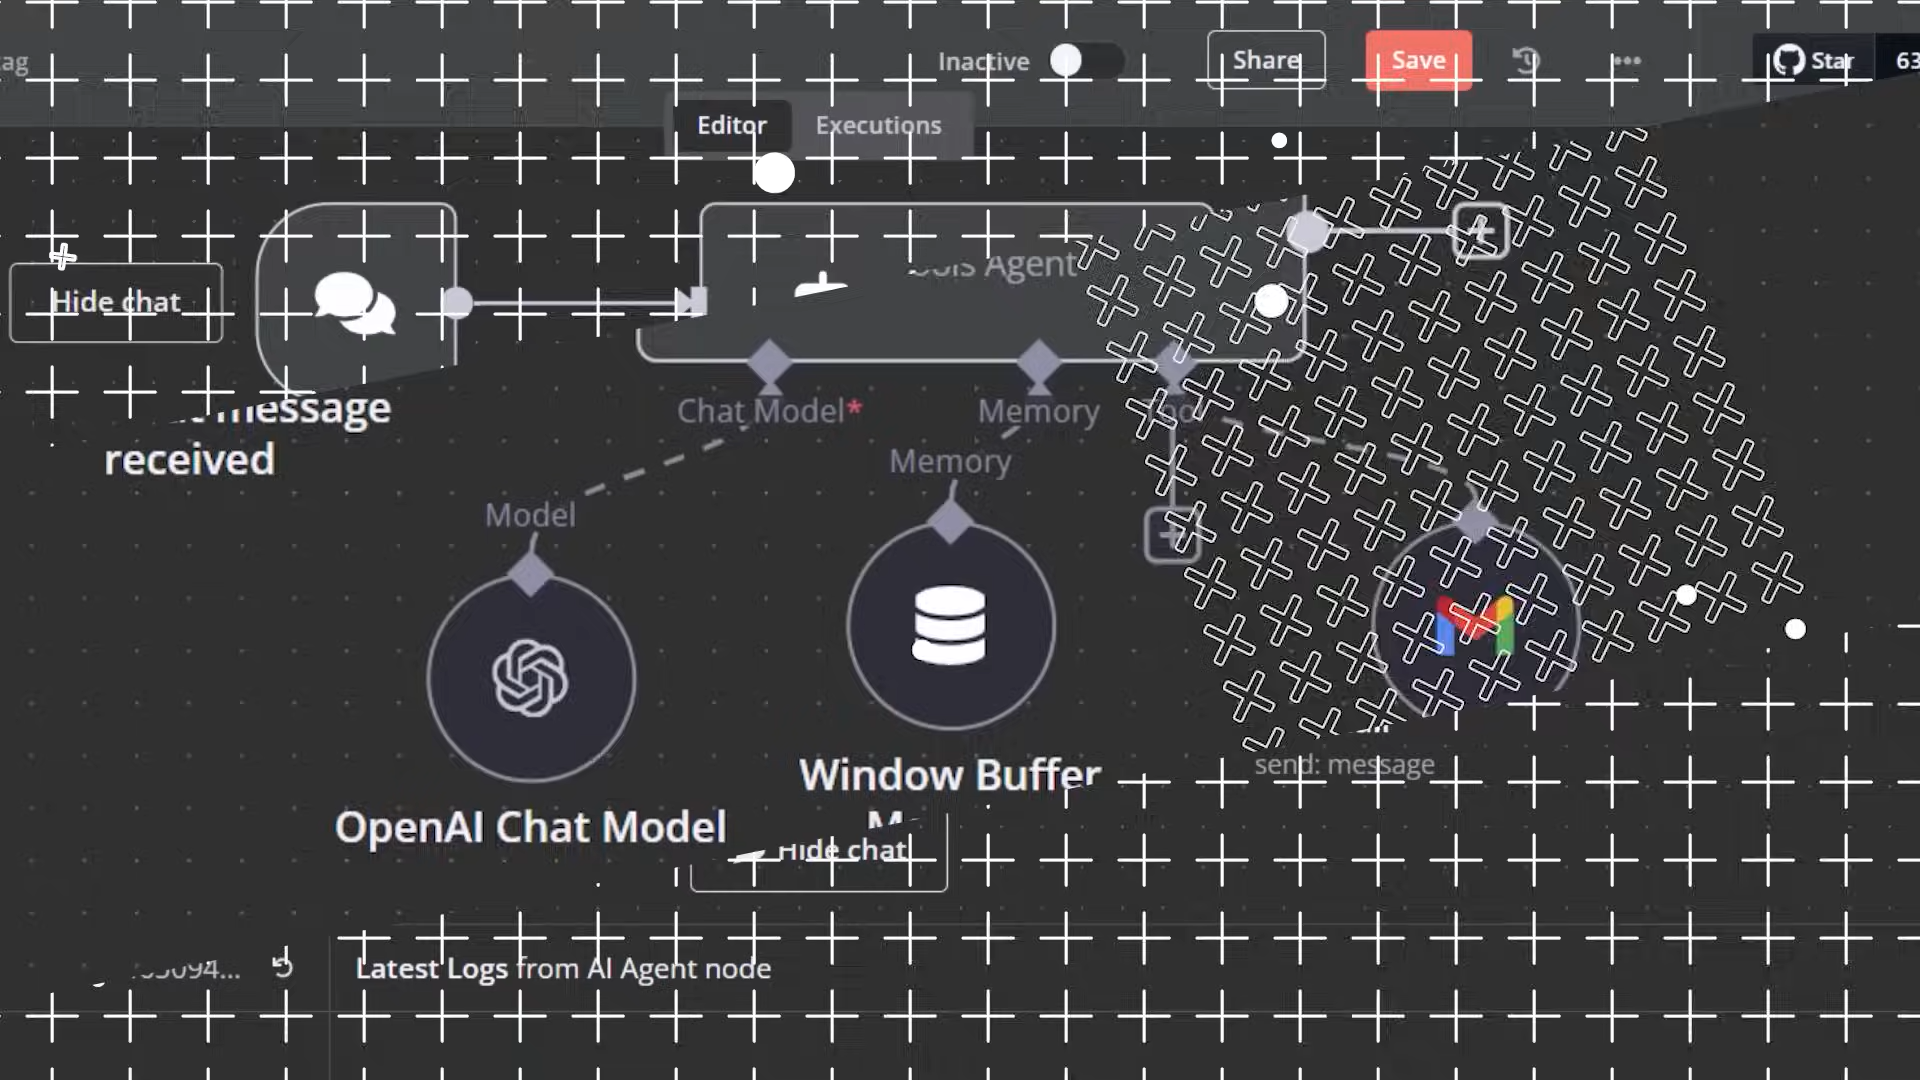 Inactive
Share
Save
Star
63
Editor
Executions
Agent
Hide chat
message
received
Chat Model*
Memory
Memory
Model
Window Buffer
send: message
OpenAI Chat Model
Hide chat
Latest Logs from AI Agent node